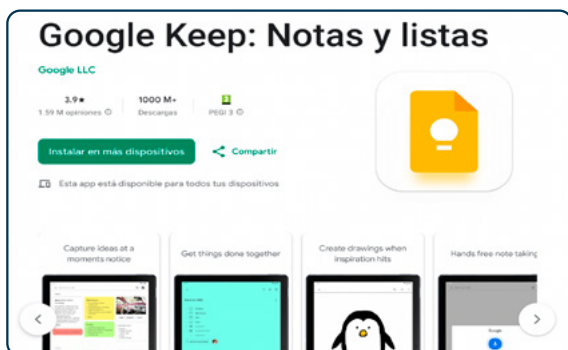 Google Keep: Notas y listas
Google LLC
3.9★ 1000 M+
1.59 M opiniones Descargas PEGI 3
Instalar en más dispositivos Compartir
Esta app está disponible para todos tus dispositivos
Capture ideas at a moments notice
Get things done together
Create drawings when inspiration hits
Hands free note taking
Google